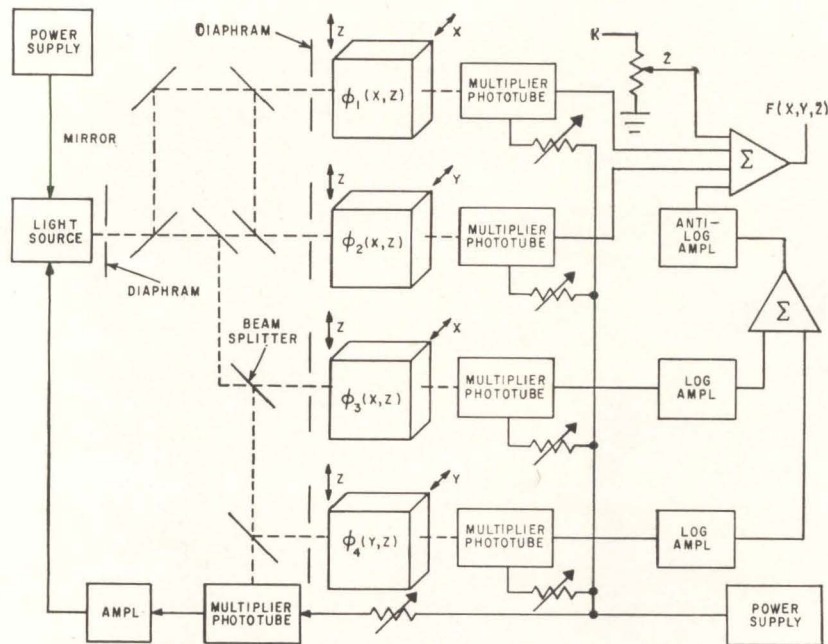 POWER
SUPPLY
DIAPHRAM
Z
X
ϕ1(X,Z)
MULTIPLIER
PHOTOTUBE
K
Z
F(X,Y,Z)
Σ
MIRROR
LIGHT
SOURCE
DIAPHRAM
Z
Y
ϕ2(X,Z)
MULTIPLIER
PHOTOTUBE
ANTI-
LOG
AMPL
Σ
BEAM
SPLITTER
Z
X
ϕ3(X,Z)
MULTIPLIER
PHOTOTUBE
LOG
AMPL
Z
Y
ϕ4(Y,Z)
MULTIPLIER
PHOTOTUBE
LOG
AMPL
AMPL
MULTIPLIER
PHOTOTUBE
POWER
SUPPLY